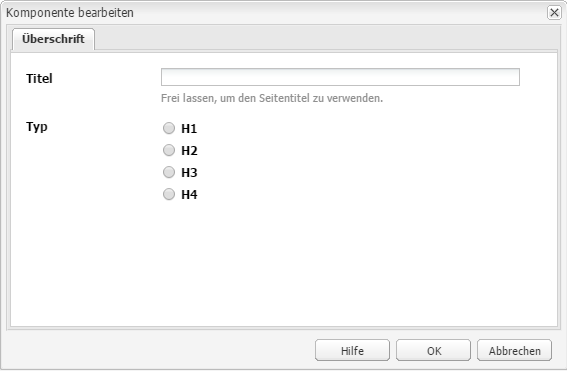 Komponente bearbeiten
Überschrift
Titel
Frei lassen, um den Seitentitel zu verwenden.
Typ
H1
H2
H3
H4
Hilfe
OK
Abbrechen